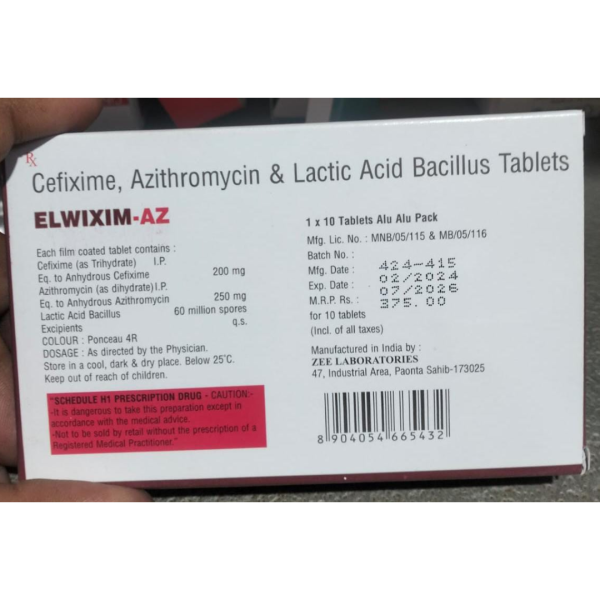 Rx
Cefixime, Azithromycin & Lactic Acid Bacillus Tablets
ELWIXIM-AZ
Each film coated tablet contains :
Cefixime (as Trihydrate) I.P.
Eq. to Anhydrous Cefixime 200 mg
Azithromycin (as dihydrate) I.P.
Eq. to Anhydrous Azithromycin 250 mg
Lactic Acid Bacillus 60 million spores
Excipients q.s.
COLOUR : Ponceau 4R
DOSAGE : As directed by the Physician.
Store in a cool, dark & dry place. Below 25°C.
Keep out of reach of children.
"SCHEDULE H1 PRESCRIPTION DRUG - CAUTION:-
-It is dangerous to take this preparation except in
accordance with the medical advice.
-Not to be sold by retail without the prescription of a
Registered Medical Practitioner."
1 x 10 Tablets Alu Alu Pack
Mfg. Lic. No. : MNB/05/115 & MB/05/116
Batch No. : 424-415
Mfg. Date : 02/2024
Exp. Date : 07/2026
M.R.P. Rs. : 375.00
for 10 tablets
(Incl. of all taxes)
Manufactured in India by :
ZEE LABORATORIES
47, Industrial Area, Paonta Sahib-173025
8 904054 665432